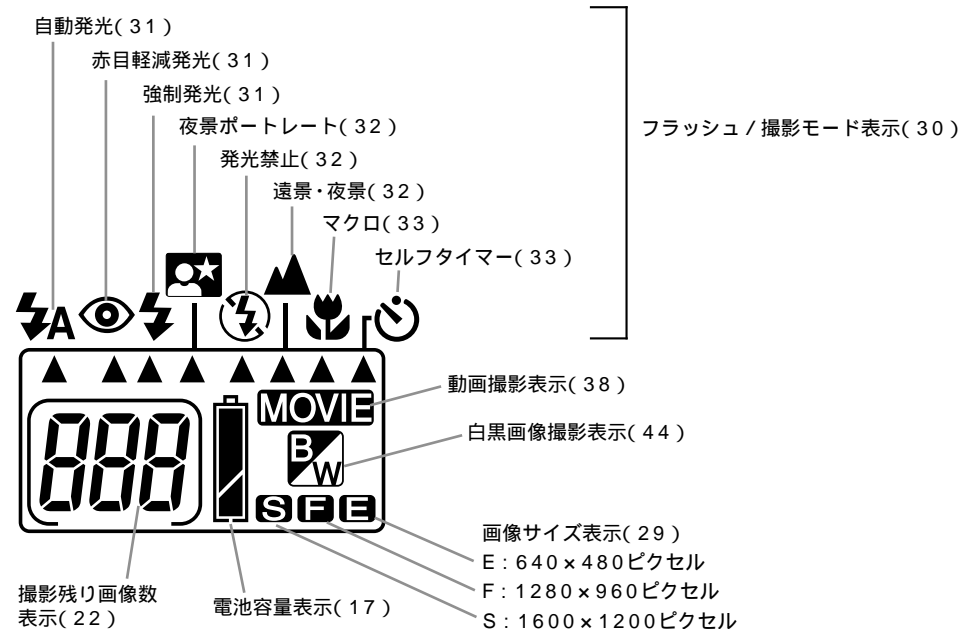 自動発光(31)
赤目軽減発光(31)
強制発光(31)
夜景ポートレート(32)
発光禁止(32)
遠景・夜景(32)
マクロ(33)
セルフタイマー(33)
フラッシュ/撮影モード表示(30)
A
MOVIE
動画撮影表示(38)
888
B/W
白黒画像撮影表示(44)
S F E
画像サイズ表示(29)
E:640×480ピクセル
F:1280×960ピクセル
S:1600×1200ピクセル
撮影残り画像数
表示(22)
電池容量表示(17)